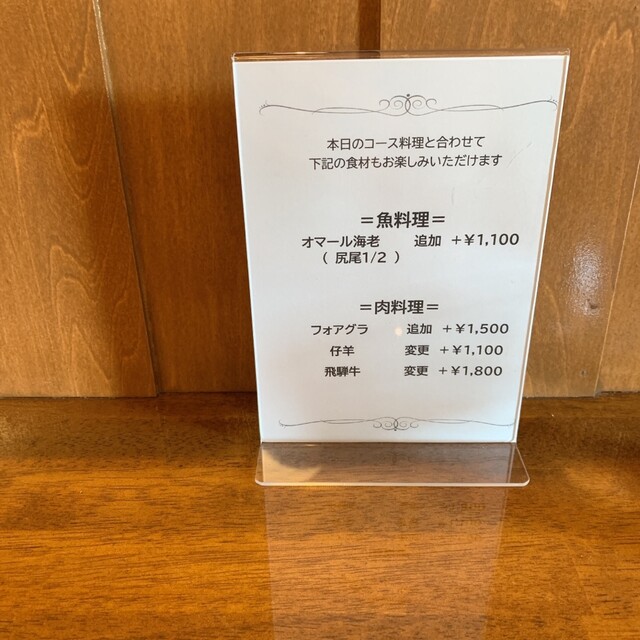 本日のコース料理と合わせて
下記の食材もお楽しみいただけます
＝魚料理＝
オマール海老 追加 ＋￥1,100
（ 尻尾1/2 ）
＝肉料理＝
フォアグラ 追加 ＋￥1,500
仔羊 変更 ＋￥1,100
飛騨牛 変更 ＋￥1,800